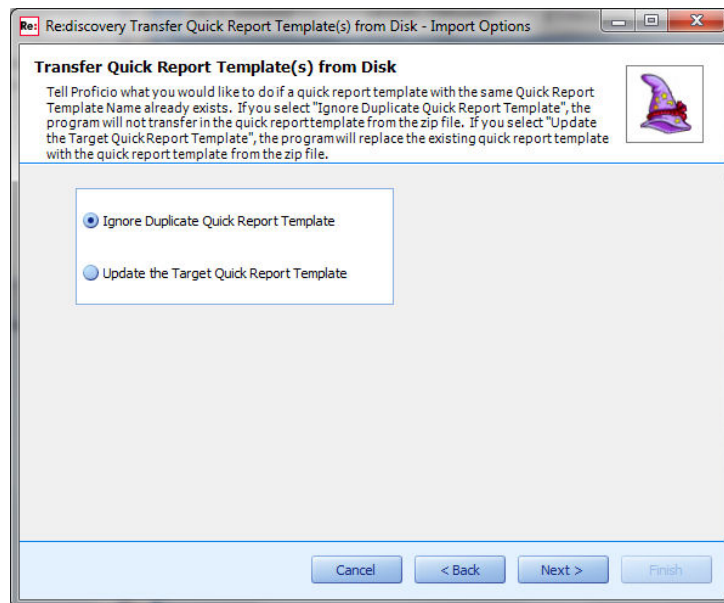 Re: Re:discovery Transfer Quick Report Template(s) from Disk - Import Options
Transfer Quick Report Template(s) from Disk
Tell Proficio what you would like to do if a quick report template with the same Quick Report
Template Name already exists. If you select "Ignore Duplicate Quick Report Template", the
program will not transfer in the quick report template from the zip file. If you select "Update
the Target Quick Report Template", the program will replace the existing quick report template
with the quick report template from the zip file.
Ignore Duplicate Quick Report Template
Update the Target Quick Report Template
Cancel
< Back
Next >
Finish